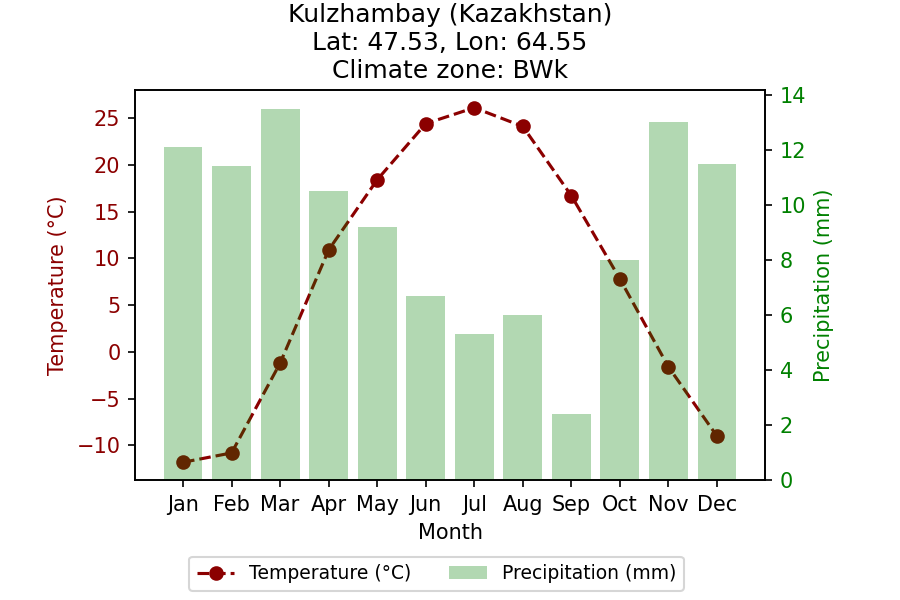 Kulzhambay (Kazakhstan)
Lat: 47.53, Lon: 64.55
Climate zone: BWk
Temperature (°C)
25
20
15
10
5
0
−5
−10
Precipitation (mm)
14
12
10
8
6
4
2
0
Jan Feb Mar Apr May Jun Jul Aug Sep Oct Nov Dec
Month
Temperature (°C) Precipitation (mm)